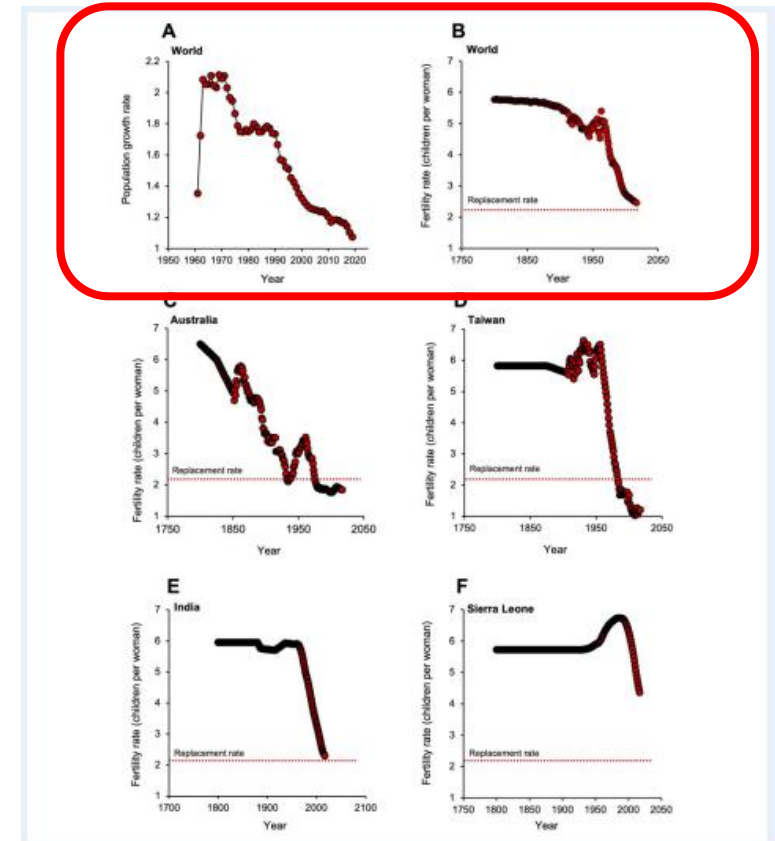 A
World
2.2
2
1.8
1.6
1.4
1.2
1
Population growth rate
1950 1960 1970 1980 1990 2000 2010 2020
Year
B
World
7
6
5
4
3
2
1
Fertility rate (children per woman)
Replacement rate
1750 1850 1950 2050
Year
C
Australia
7
6
5
4
3
2
1
Fertility rate (children per woman)
Replacement rate
1750 1850 1950 2050
Year
D
Taiwan
7
6
5
4
3
2
1
Fertility rate (children per woman)
Replacement rate
1750 1850 1950 2050
Year
E
India
7
6
5
4
3
2
1
Fertility rate (children per woman)
Replacement rate
1700 1800 1900 2000 2100
Year
F
Sierra Leone
7
6
5
4
3
2
1
Fertility rate (children per woman)
Replacement rate
1750 1800 1850 1900 1950 2000 2050
Year